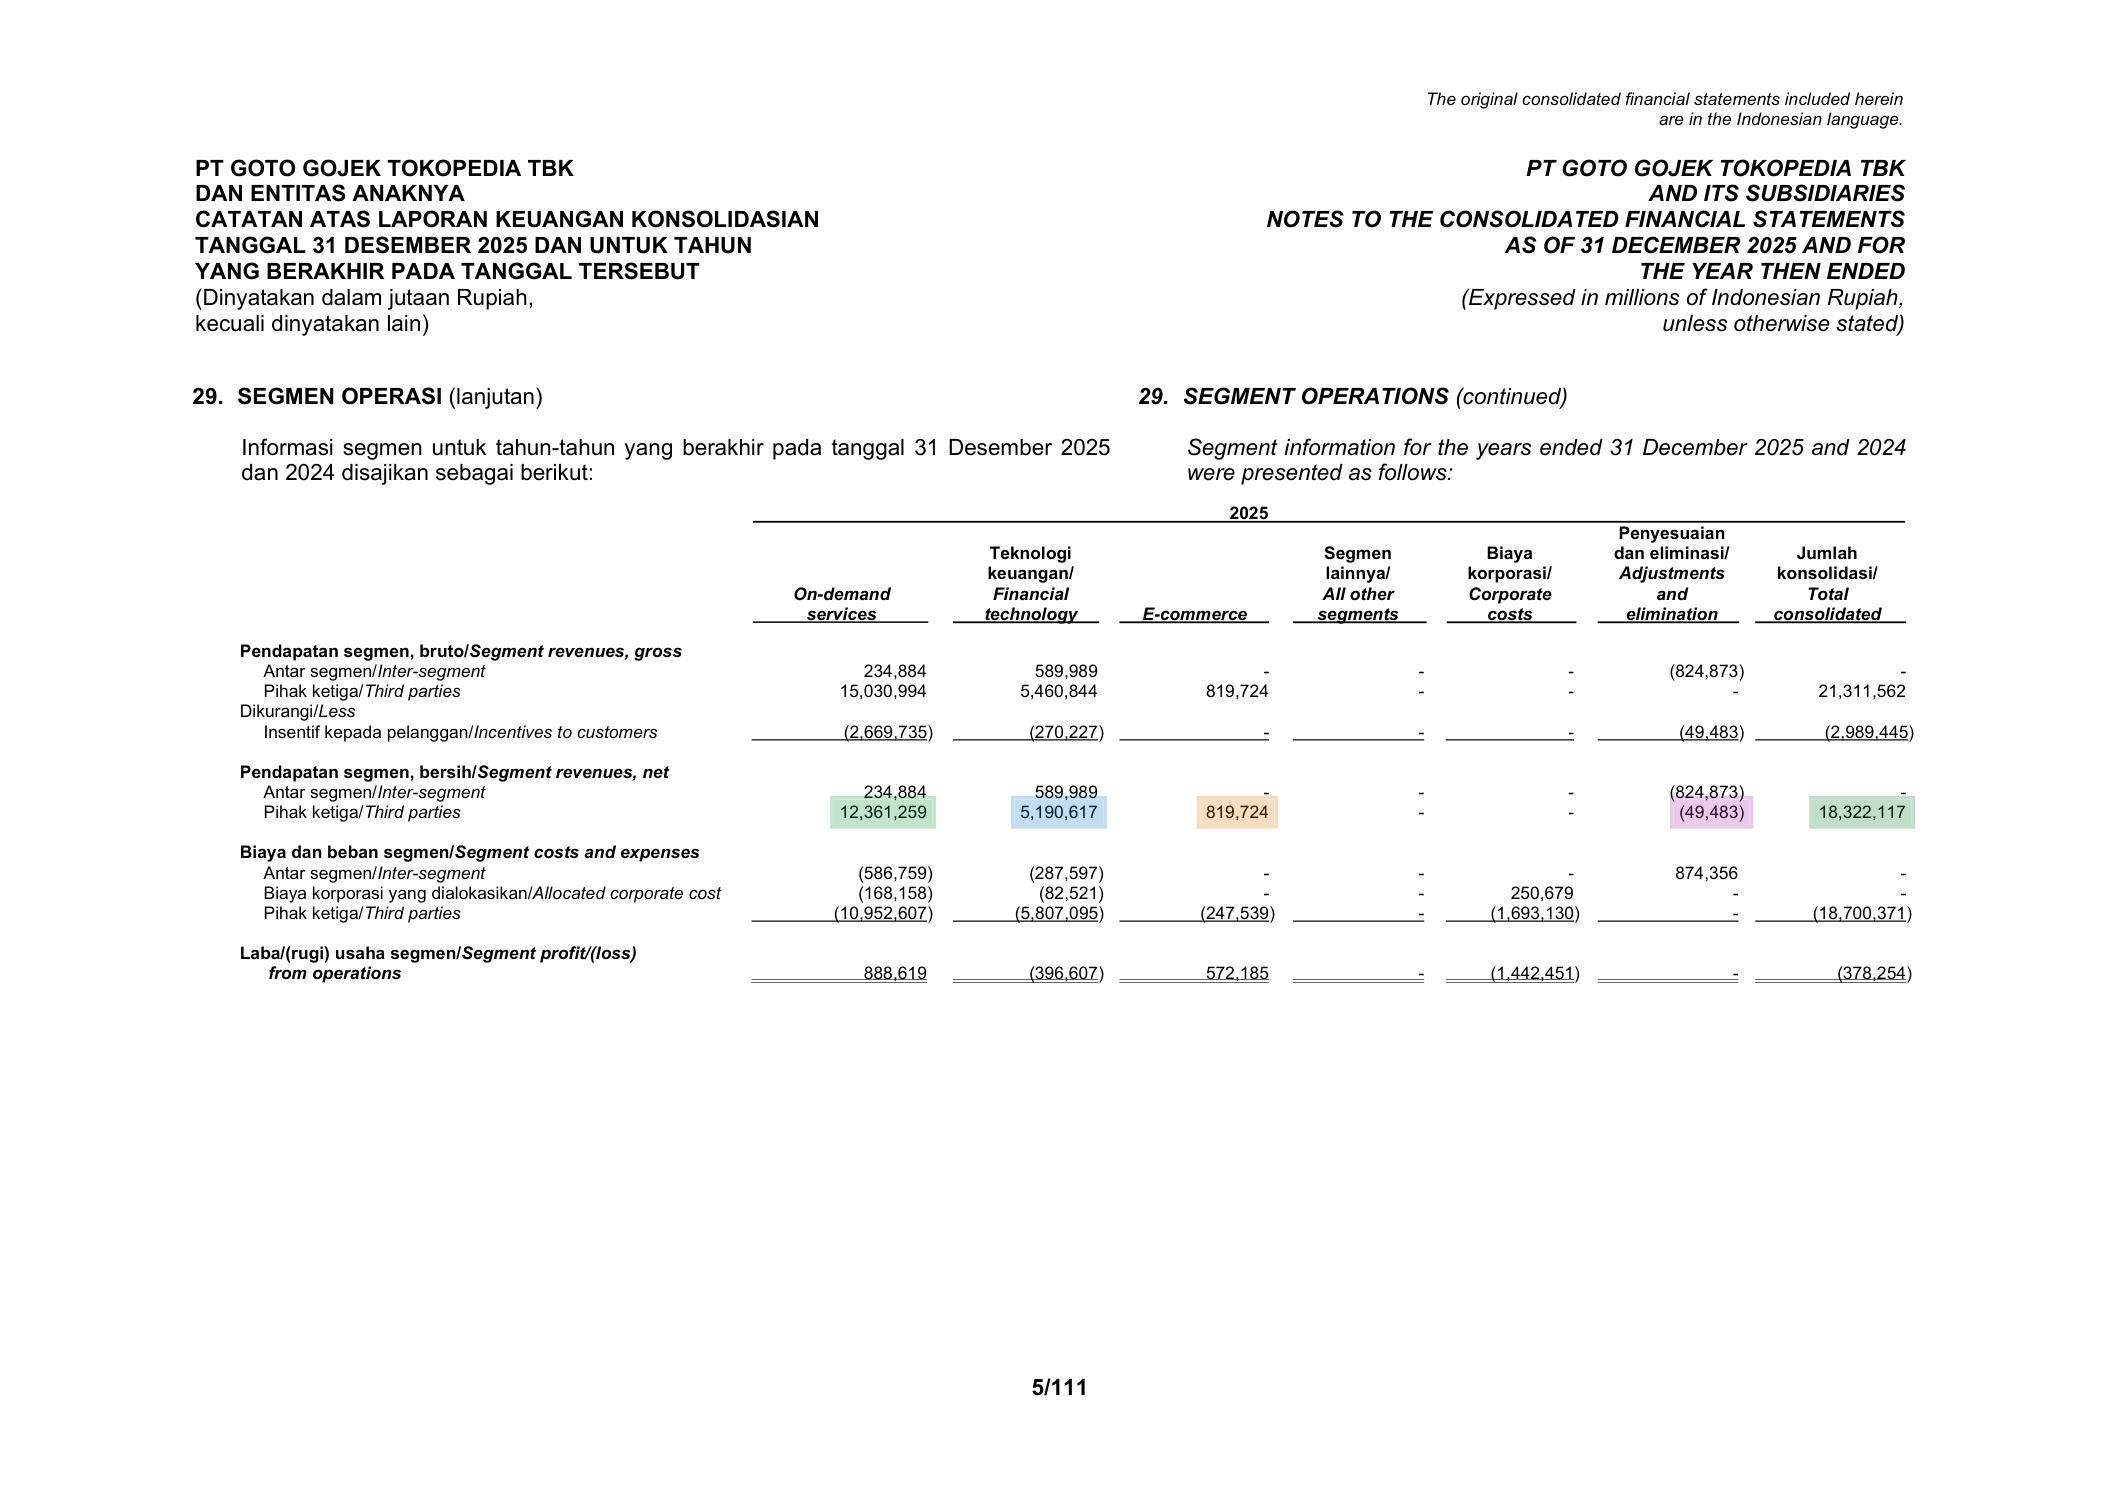 The original consolidated financial statements included herein
are in the Indonesian language.
PT GOTO GOJEK TOKOPEDIA TBK
DAN ENTITAS ANAKNYA
CATATAN ATAS LAPORAN KEUANGAN KONSOLIDASIAN
TANGGAL 31 DESEMBER 2025 DAN UNTUK TAHUN
YANG BERAKHIR PADA TANGGAL TERSEBUT
(Dinyatakan dalam jutaan Rupiah,
kecuali dinyatakan lain)
PT GOTO GOJEK TOKOPEDIA TBK
AND ITS SUBSIDIARIES
NOTES TO THE CONSOLIDATED FINANCIAL STATEMENTS
AS OF 31 DECEMBER 2025 AND FOR
THE YEAR THEN ENDED
(Expressed in millions of Indonesian Rupiah,
unless otherwise stated)
29. SEGMEN OPERASI (lanjutan)
Informasi segmen untuk tahun-tahun yang berakhir pada tanggal 31 Desember 2025
dan 2024 disajikan sebagai berikut:
29. SEGMENT OPERATIONS (continued)
Segment information for the years ended 31 December 2025 and 2024
were presented as follows:
2025
On-demand
services
Teknologi
keuangan/
Financial
technology
E-commerce
Segmen
lainnya/
All other
segments
Biaya
korporasi/
Corporate
costs
Penyesuaian
dan eliminasi/
Adjustments
and
elimination
Jumlah
konsolidasi/
Total
consolidated
Pendapatan segmen, bruto/Segment revenues, gross
Antar segmen/Inter-segment 234,884 589,989 - - - (824,873) -
Pihak ketiga/Third parties 15,030,994 5,460,844 819,724 - - - 21,311,562
Dikurangi/Less
Insentif kepada pelanggan/Incentives to customers (2,669,735) (270,227) - - - (49,483) (2,989,445)
Pendapatan segmen, bersih/Segment revenues, net
Antar segmen/Inter-segment 234,884 589,989 - - - (824,873) -
Pihak ketiga/Third parties 12,361,259 5,190,617 819,724 - - (49,483) 18,322,117
Biaya dan beban segmen/Segment costs and expenses
Antar segmen/Inter-segment (586,759) (287,597) - - - 874,356 -
Biaya korporasi yang dialokasikan/Allocated corporate cost (168,158) (82,521) - - 250,679 - -
Pihak ketiga/Third parties (10,952,607) (5,807,095) (247,539) - (1,693,130) - (18,700,371)
Laba/(rugi) usaha segmen/Segment profit/(loss)
from operations 888,619 (396,607) 572,185 - (1,442,451) - (378,254)
5/111